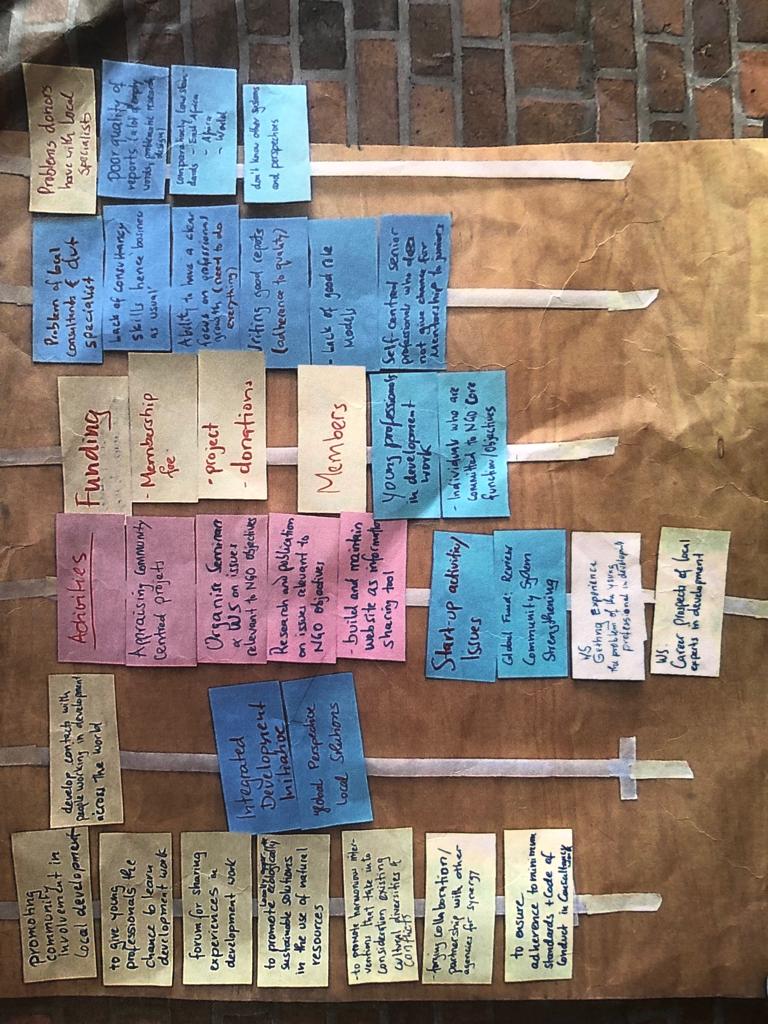 promoting
community
involvement in
local development
to give young
professionals the
chance to learn
development work
forum for sharing
experiences in
development work
to promote ecologically
sustainable solutions
in the use of natural
resources
- to promote harmonious inter-
ventions that take into
consideration existing
cultural diversities &
conflicts
- forging collaboration/
partnership with other
agencies for synergy
to ensure
adherence to minimum
standards + Code of
Conduct in Consultancy
develop contacts with
people working in development
across the world
Integrated
Development
Initiative
Global Perspective
Local Solutions
Activities
Appraising Community
Centred projets
Organise Seminars
& WS on issues
relevant to NGO objectives
Research and publication
on issues relevant to
NGO objectives
- build and maintain
website as information
sharing tool
Start-up activities/
Issues
Global Fund: Review
Community System
Strengthening
WS
Getting Experience
the problem of the young
professional in development
WS:
Career prospects of local
experts in development
Funding
- Membership
fee
- project
- donations
Members
Young professionals
in development
work
- Individuals who are
committed to NGO Core
function/Objectives
Problem of local
consultants &
specialist
Lack of consultancy
skills hence business
as usual'
Ability to have a clear
focus on professional
growth (need to do
everything)
Writing good repots
(adherence to quality)
- Lack of good role
Models
Self-centred senior
professionals who does
not give chance for
Mentorship to juniors
Problems donors
have with Local
Specialists
Poor quality of
reports (a lot of empty
words, problematic research
design)
comparatively low stan-
dards - East Africa
- Africa
- World
don't know other systems
and perspectives